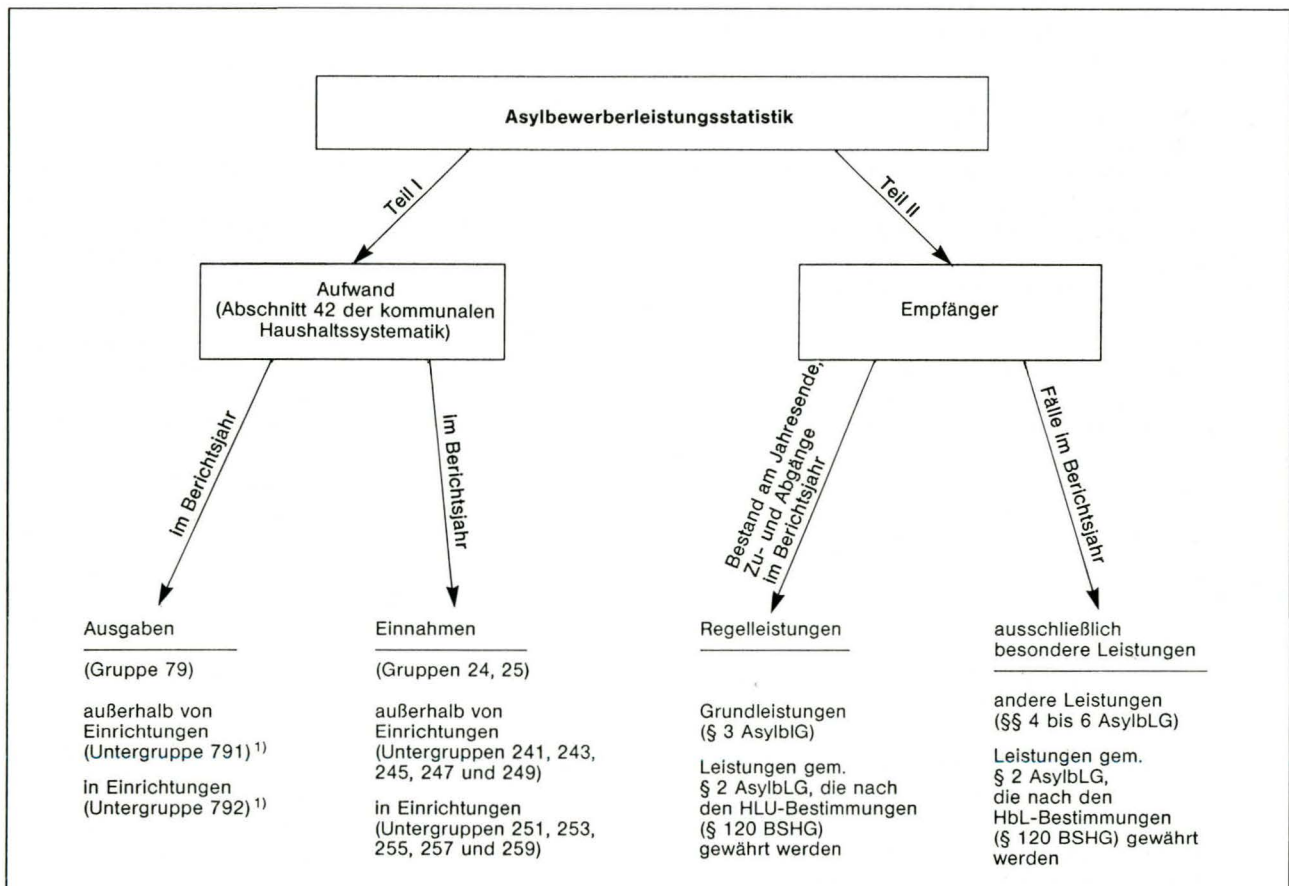 Asylbewerberleistungsstatistik
Teil I
Teil II
Aufwand
(Abschnitt 42 der kommunalen
Haushaltssystematik)
Empfänger
im Berichtsjahr
im Berichtsjahr
Bestand am Jahresende,
Zu- und Abgänge
im Berichtsjahr
Fälle im Berichtsjahr
Ausgaben
(Gruppe 79)
außerhalb von
Einrichtungen
(Untergruppe 791) 1)
in Einrichtungen
(Untergruppe 792) 1)
Einnahmen
(Gruppen 24, 25)
außerhalb von
Einrichtungen
(Untergruppen 241, 243,
245, 247 und 249)
in Einrichtungen
(Untergruppen 251, 253,
255, 257 und 259)
Regelleistungen
Grundleistungen
(§ 3 AsylblG)
Leistungen gem.
§ 2 AsylbLG, die nach
den HLU-Bestimmungen
(§ 120 BSHG)
gewährt werden
ausschließlich
besondere Leistungen
andere Leistungen
(§§ 4 bis 6 AsylbLG)
Leistungen gem.
§ 2 AsylbLG,
die nach den
HbL-Bestimmungen
(§ 120 BSHG) gewährt
werden